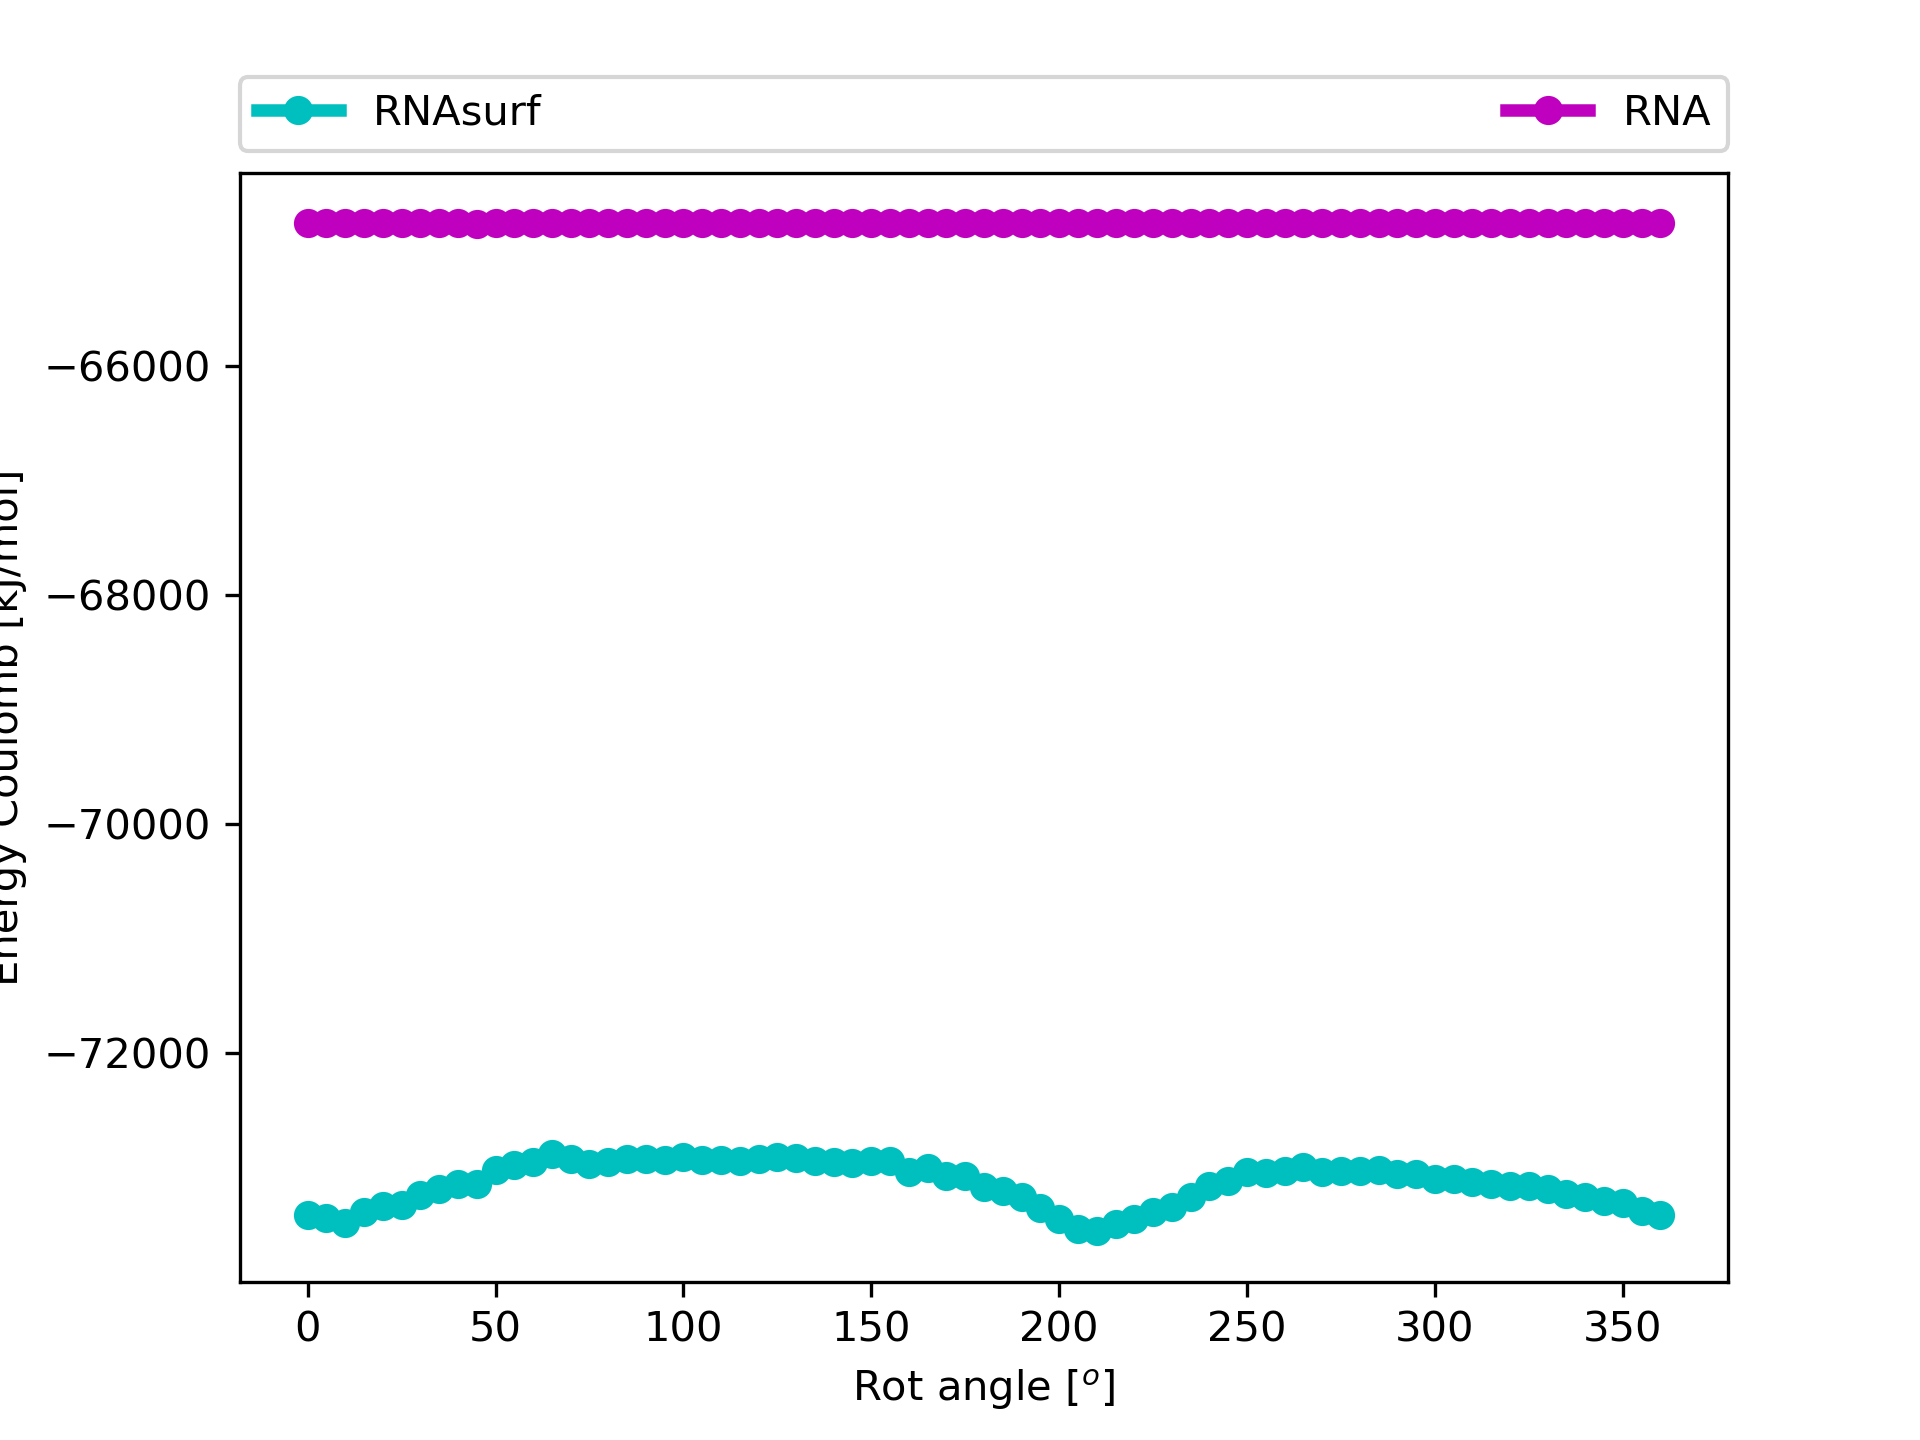 RNAsurf RNA
−66000
−68000
−70000
−72000
Energy Coulomb [kJ/mol]
0 50 100 150 200 250 300 350
Rot angle [o]